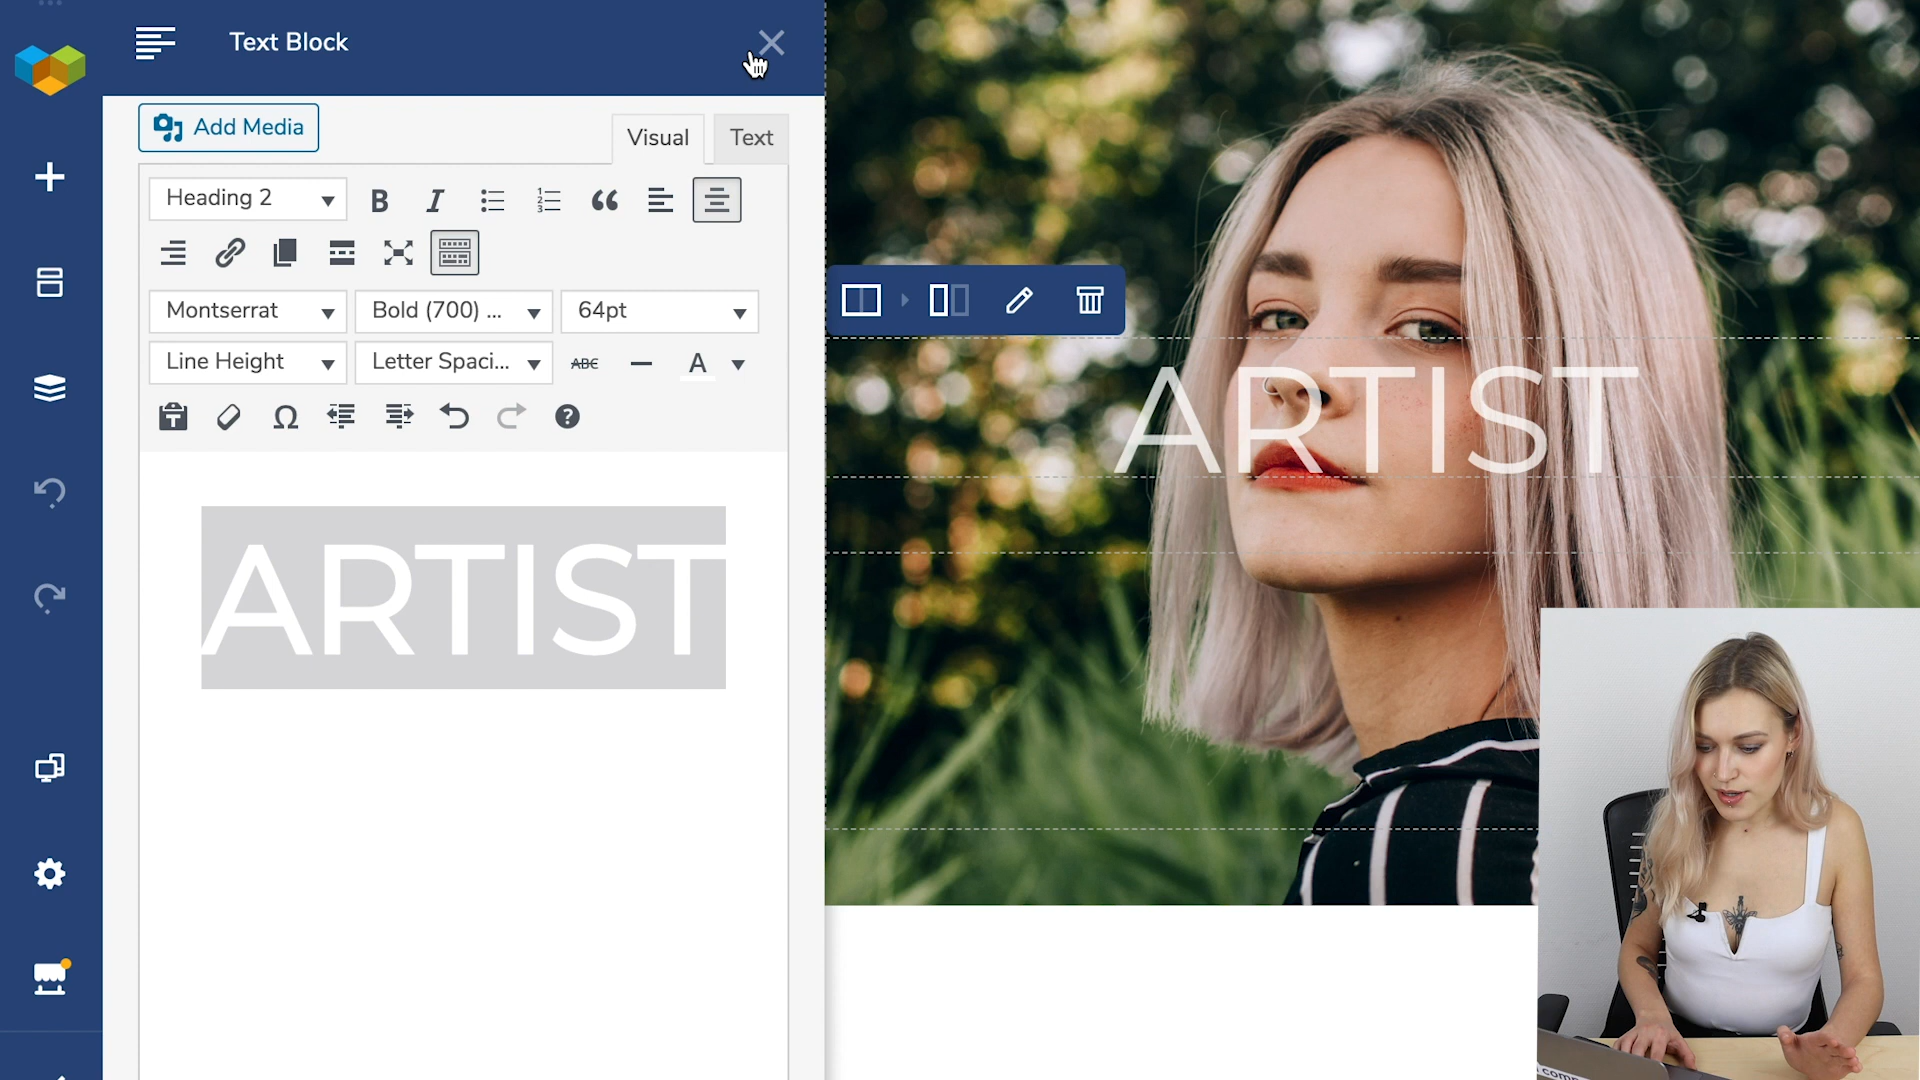 Text Block
Add Media
Visual
Text
Heading 2
Montserrat
Bold (700) ...
64pt
Line Height
Letter Spaci...
ABC
A
ARTIST
ARTIST